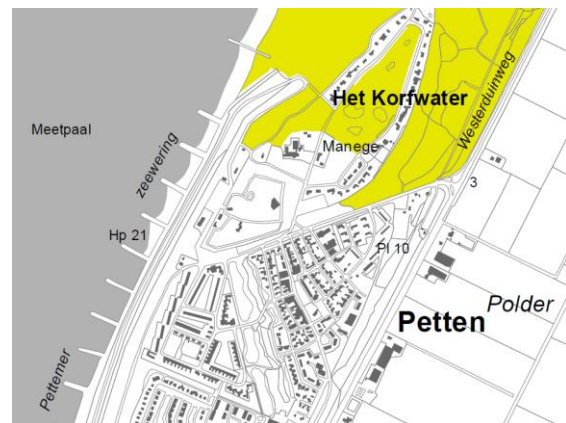 Het Korfwater
Westerduinweg
Meetpaal
zeewering
Manege
3
Hp 21
Pl 10
Polder
Petten
Pettemer